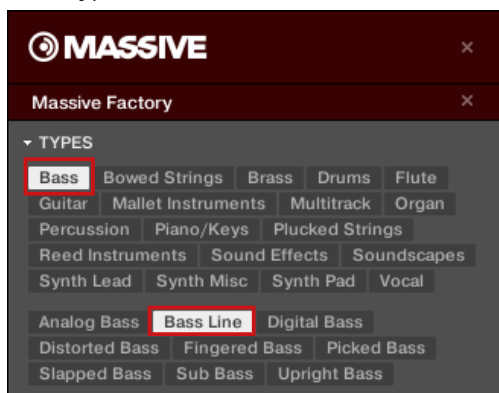 MASSIVE
Massive Factory
TYPES
Bass Bowed Strings Brass Drums Flute
Guitar Mallet Instruments Multitrack Organ
Percussion Piano/Keys Plucked Strings
Reed Instruments Sound Effects Soundscapes
Synth Lead Synth Misc Synth Pad Vocal
Analog Bass Bass Line Digital Bass
Distorted Bass Fingered Bass Picked Bass
Slapped Bass Sub Bass Upright Bass